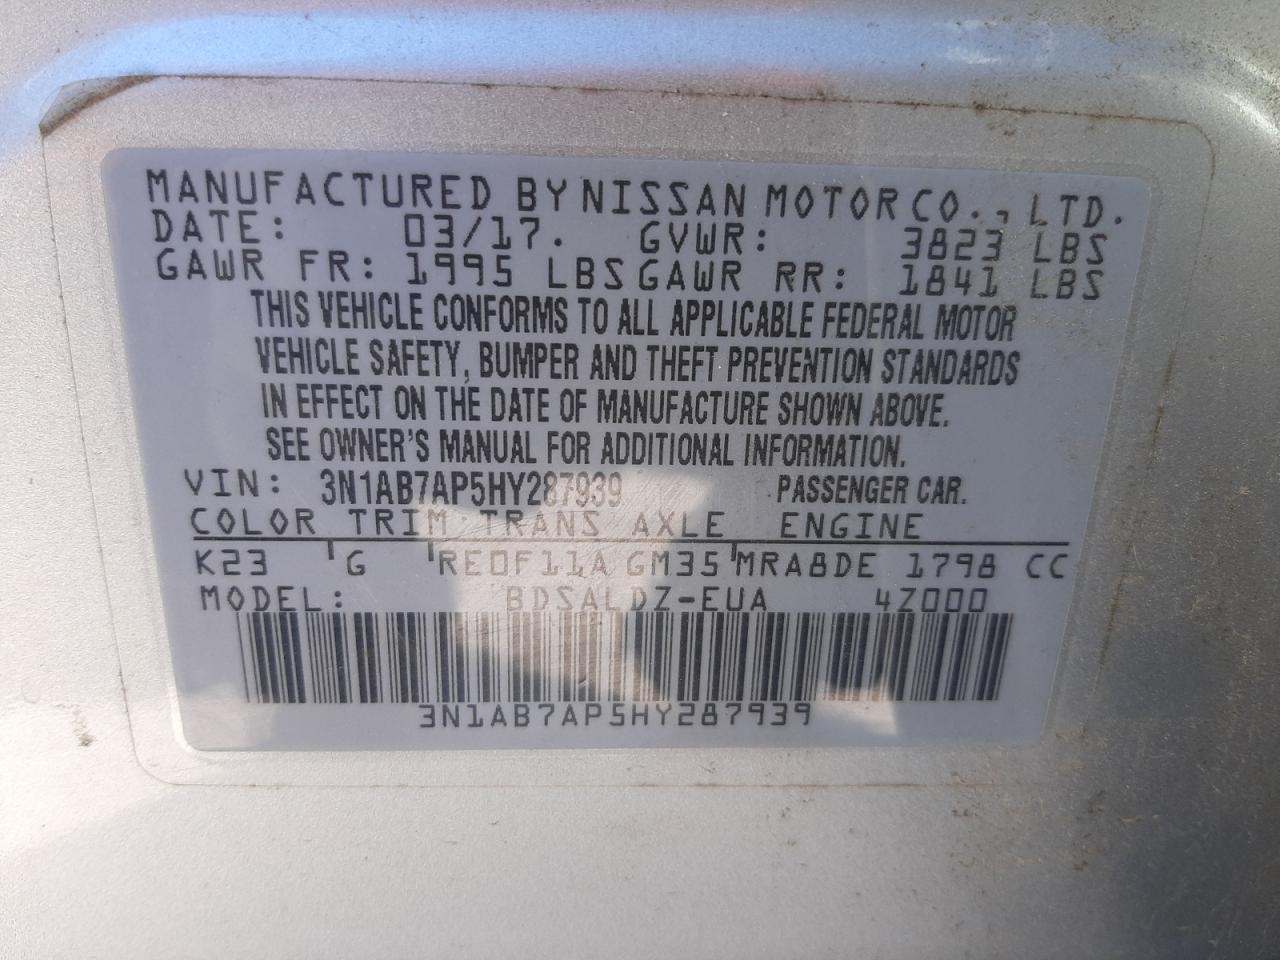 MANUFACTURED BY NISSAN MOTOR CO., LTD.
DATE: 03/17. GVWR: 3823 LBS
GAWR FR: 1995 LBS GAWR RR: 1841 LBS
THIS VEHICLE CONFORMS TO ALL APPLICABLE FEDERAL MOTOR
VEHICLE SAFETY, BUMPER AND THEFT PREVENTION STANDARDS
IN EFFECT ON THE DATE OF MANUFACTURE SHOWN ABOVE.
SEE OWNER'S MANUAL FOR ADDITIONAL INFORMATION.
VIN: 3N1AB7AP5HY287939 PASSENGER CAR.
COLOR TRIM TRANS AXLE ENGINE
K23 G RE0F11A GM35 MRA8DE 1798 CC
MODEL: BDSALDZ-EUA 4Z000
3N1AB7AP5HY287939